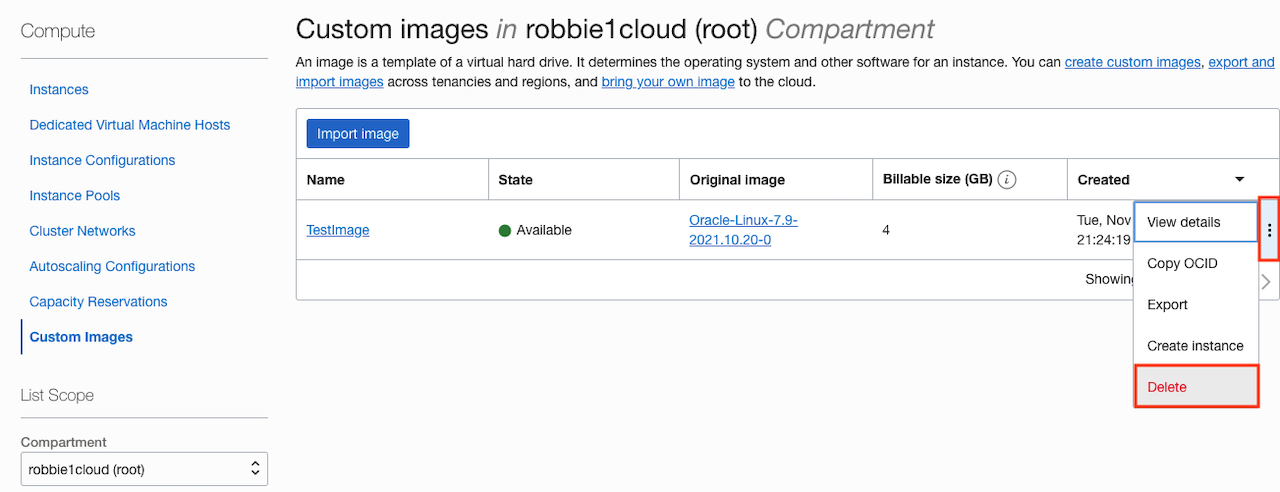 Compute
Instances
Dedicated Virtual Machine Hosts
Instance Configurations
Instance Pools
Cluster Networks
Autoscaling Configurations
Capacity Reservations
Custom Images
List Scope
Compartment
robbie1cloud (root)
Custom images in robbie1cloud (root) Compartment
An image is a template of a virtual hard drive. It determines the operating system and other software for an instance. You can create custom images, export and
import images across tenancies and regions, and bring your own image to the cloud.
Import image
Name State Original image Billable size (GB) i Created
TestImage Available Oracle-Linux-7.9- 4 Tue, Nov
2021.10.20-0 21:24:19
Showing
View details
Copy OCID
Export
Create instance
Delete